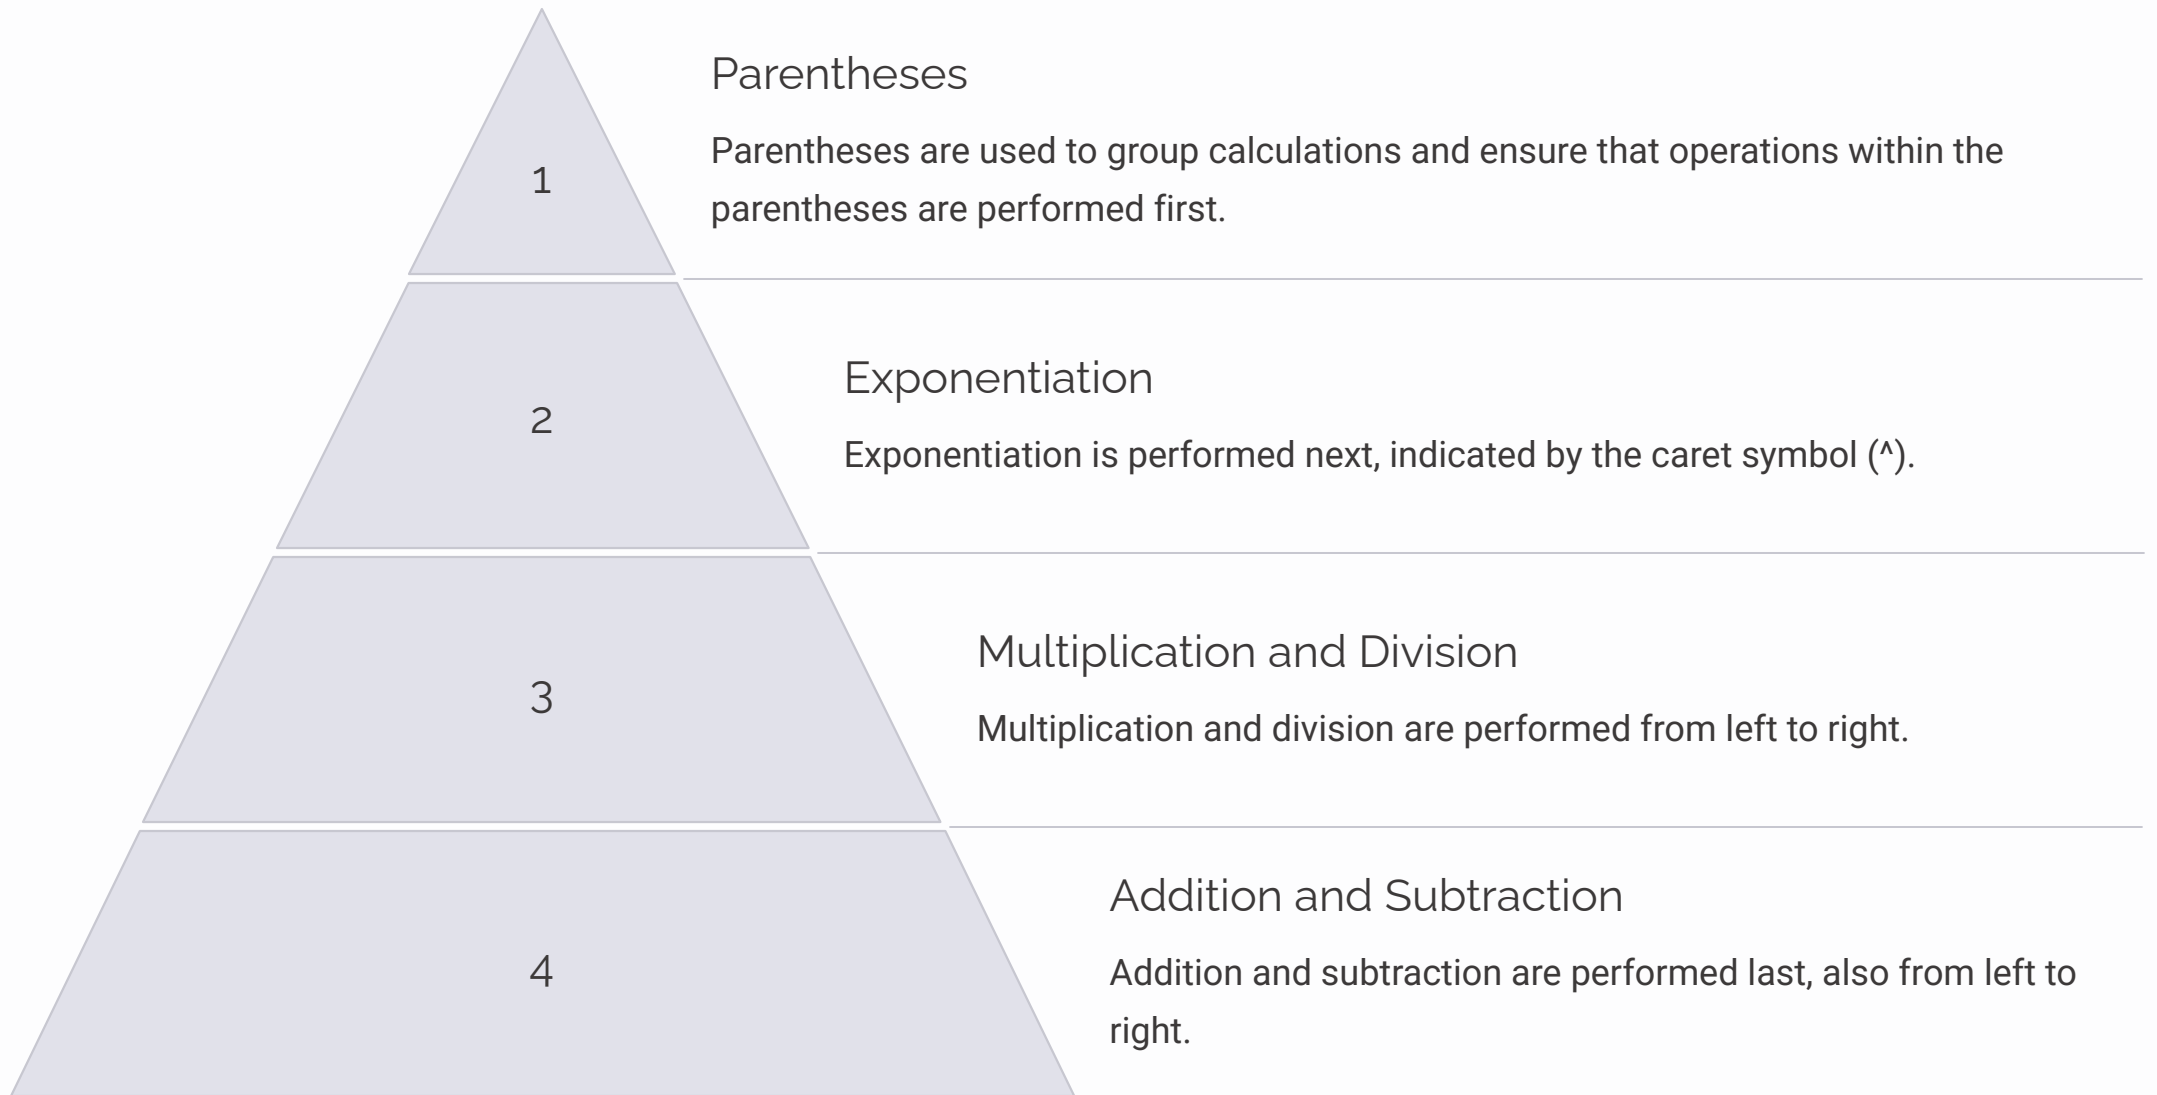 1
Parentheses
Parentheses are used to group calculations and ensure that operations within the
parentheses are performed first.
2
Exponentiation
Exponentiation is performed next, indicated by the caret symbol (^).
3
Multiplication and Division
Multiplication and division are performed from left to right.
4
Addition and Subtraction
Addition and subtraction are performed last, also from left to
right.